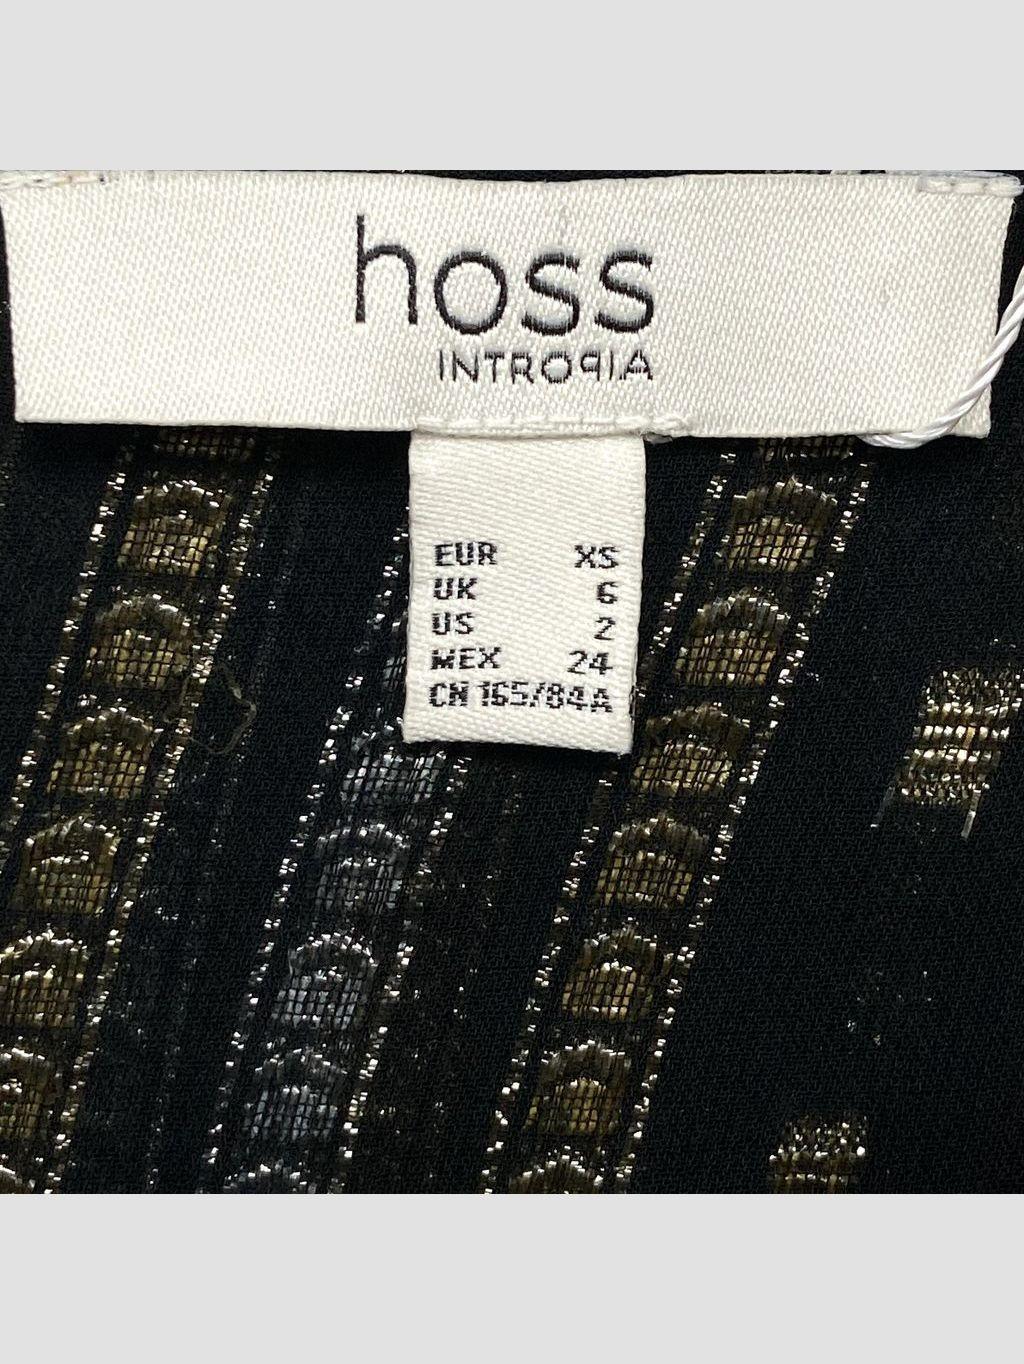 hoss
INTROPIA
EUR XS
UK 6
US 2
MEX 24
CN 165/84A